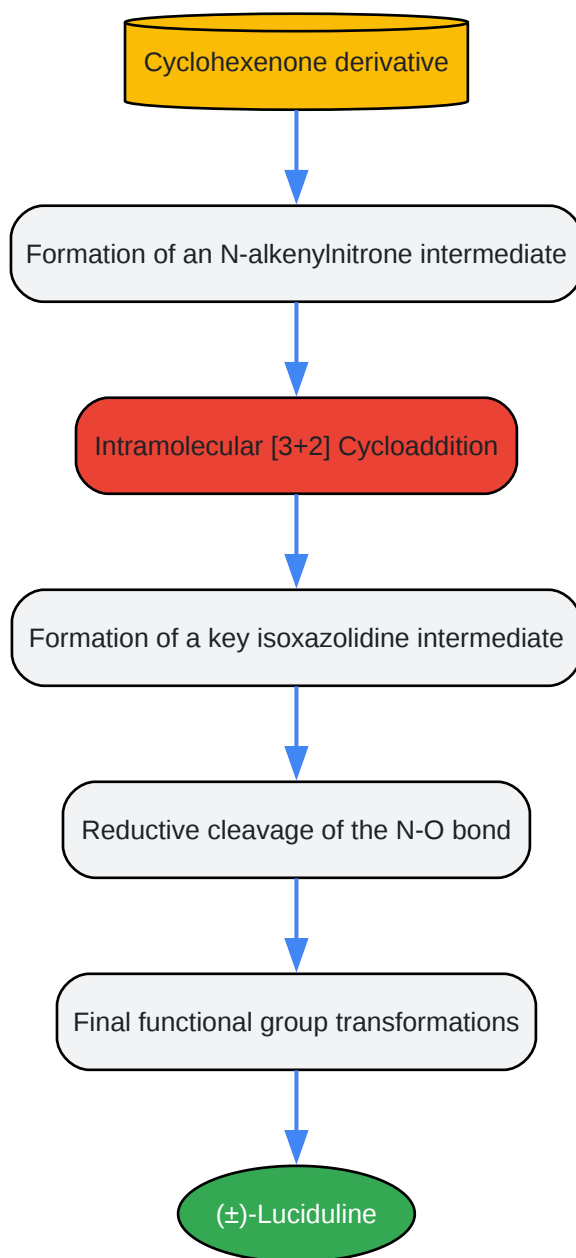 Cyclohexenone derivative
Formation of an N-alkenylnitrone intermediate
Intramolecular [3+2] Cycloaddition
Formation of a key isoxazolidine intermediate
Reductive cleavage of the N-O bond
Final functional group transformations
(±)-Luciduline